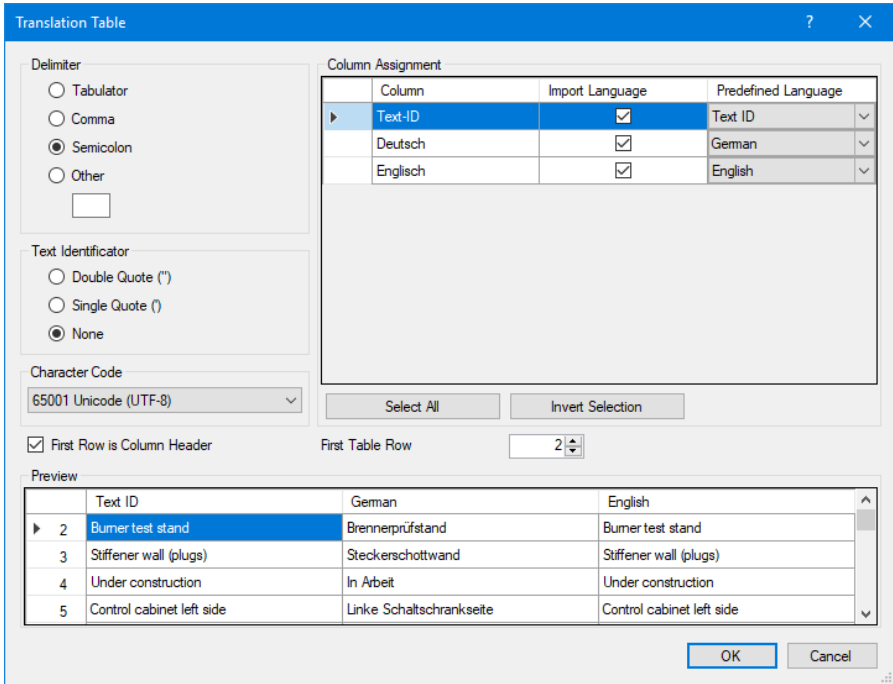 Translation Table
Delimiter
Tabulator
Comma
Semicolon
Other
Text Identificator
Double Quote (")
Single Quote (')
None
Character Code
65001 Unicode (UTF-8)
Column Assignment
Column Import Language Predefined Language
Text-ID Text ID
Deutsch German
Englisch English
Select All Invert Selection
First Row is Column Header First Table Row 2
Preview
Text ID German English
2 Burner test stand Brennerprüfstand Burner test stand
3 Stiffener wall (plugs) Steckerschottwand Stiffener wall (plugs)
4 Under construction In Arbeit Under construction
5 Control cabinet left side Linke Schaltschrankseite Control cabinet left side
OK Cancel